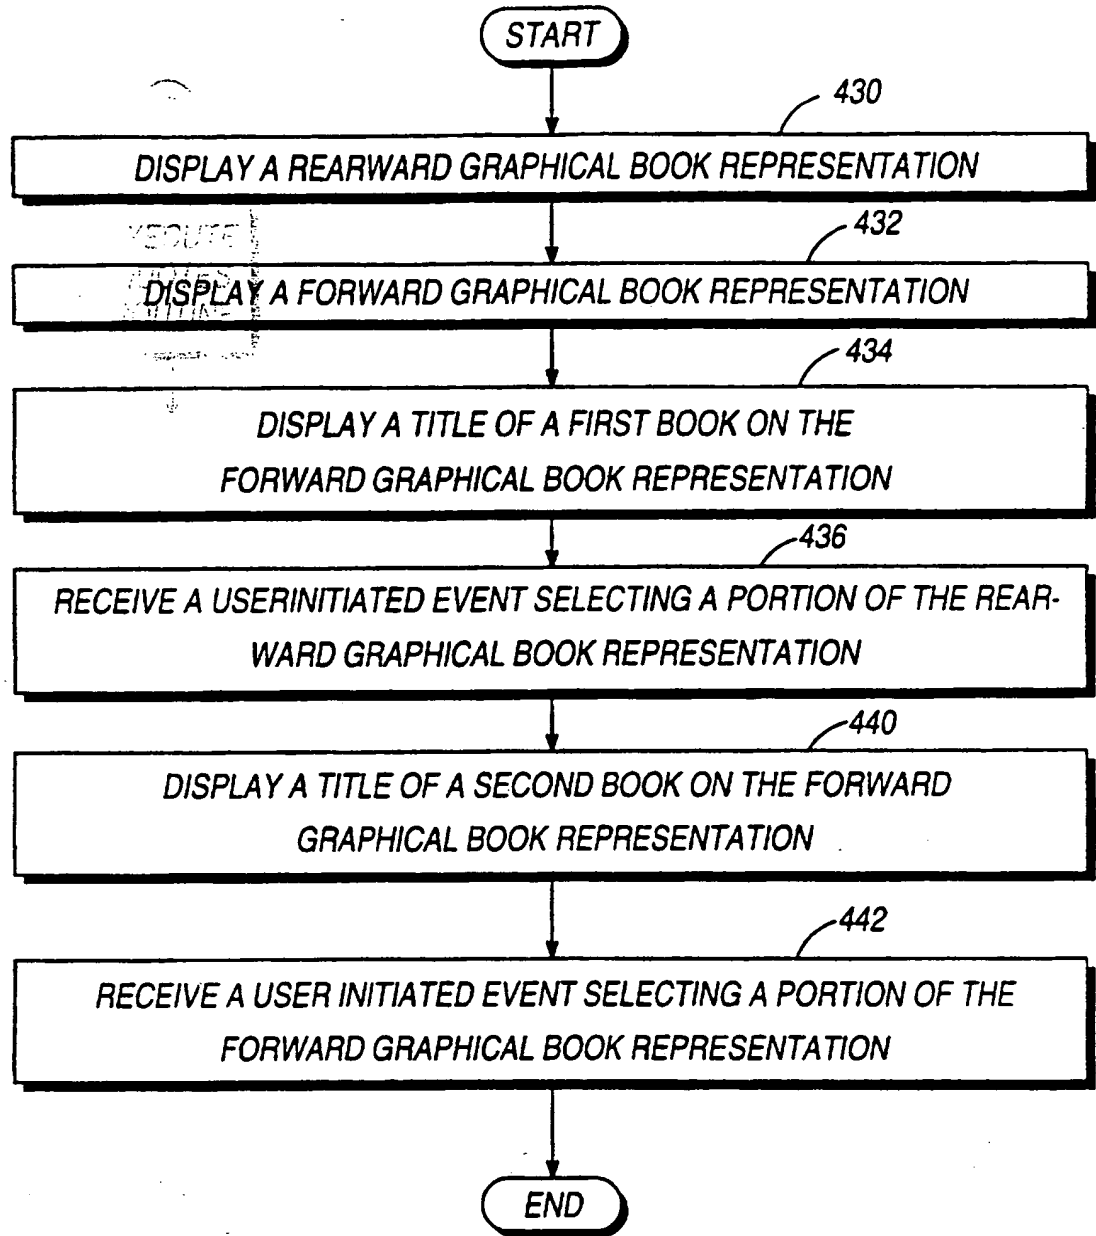 START
430
DISPLAY A REARWARD GRAPHICAL BOOK REPRESENTATION
432
DISPLAY A FORWARD GRAPHICAL BOOK REPRESENTATION
434
DISPLAY A TITLE OF A FIRST BOOK ON THE
FORWARD GRAPHICAL BOOK REPRESENTATION
436
RECEIVE A USERINITIATED EVENT SELECTING A PORTION OF THE REAR-
WARD GRAPHICAL BOOK REPRESENTATION
440
DISPLAY A TITLE OF A SECOND BOOK ON THE FORWARD
GRAPHICAL BOOK REPRESENTATION
442
RECEIVE A USER INITIATED EVENT SELECTING A PORTION OF THE
FORWARD GRAPHICAL BOOK REPRESENTATION
END